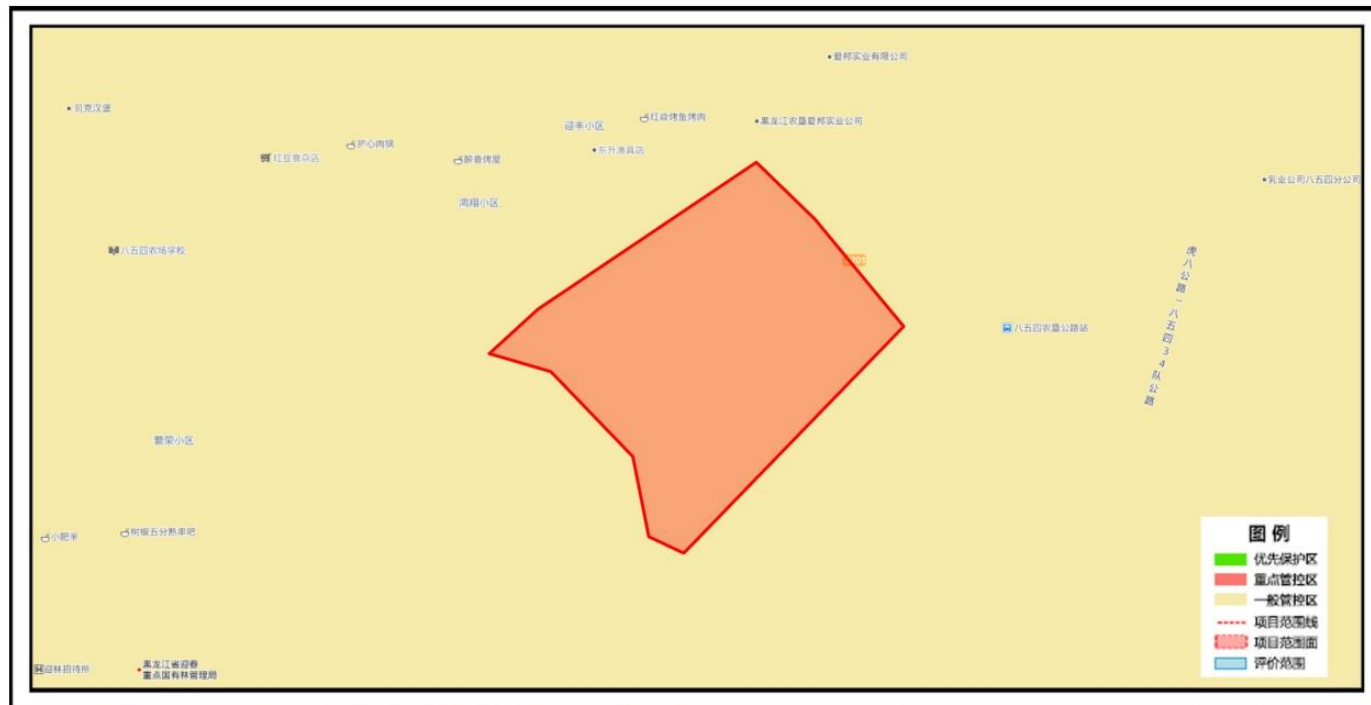 爱邦实业有限公司
贝克汉堡
红焱烤鱼烤肉
黑龙江农垦爱邦实业公司
迎丰小区
护心肉锅
东升渔具店
红豆食杂店
醉香烤屋
乳业公司八五四分公司
鸿翔小区
八五四农场学校
虎八公路-八五四34队公路
八五四农垦公路站
繁荣小区
树椒五分熟串吧
小肥羊
图例
优先保护区
重点管控区
一般管控区
项目范围线
项目范围面
评价范围
迎林招待所
黑龙江省迎春
重点国有林管理局